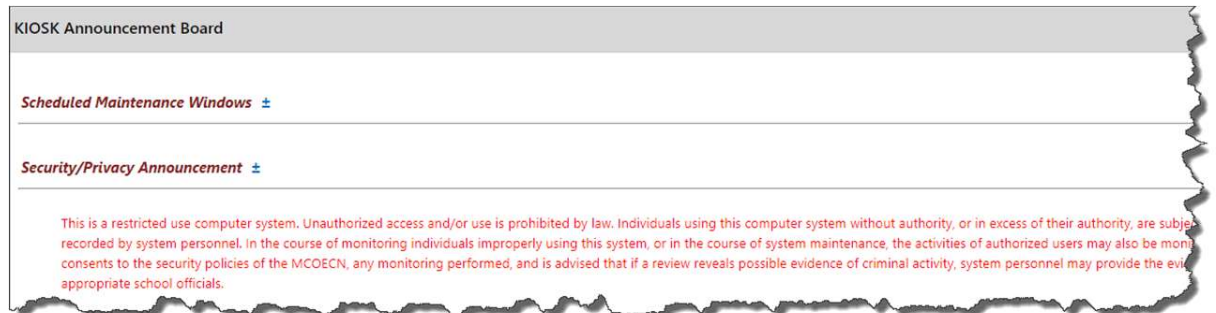 KIOSK Announcement Board
Scheduled Maintenance Windows ±
Security/Privacy Announcement ±
This is a restricted use computer system. Unauthorized access and/or use is prohibited by law. Individuals using this computer system without authority, or in excess of their authority, are
recorded by system personnel. In the course of monitoring individuals improperly using this system, or in the course of system maintenance, the activities of authorized users may also be
consents to the security policies of the MCOECN, any monitoring performed, and is advised that if a review reveals possible evidence of criminal activity, system personnel may provide the
appropriate school officials.